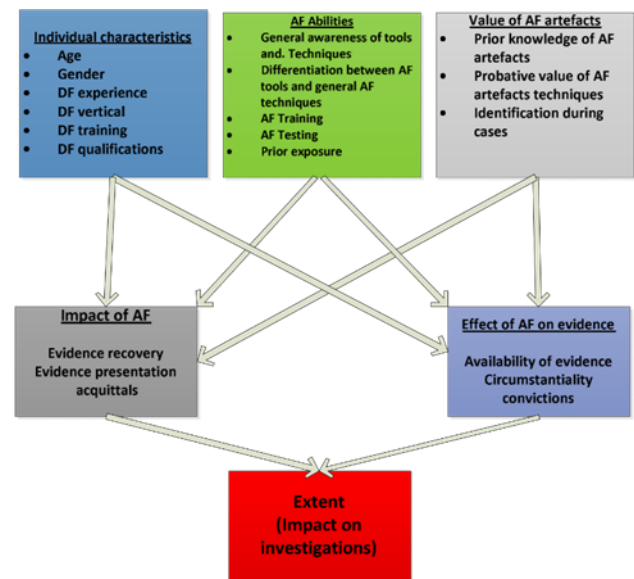 Individual characteristics
• Age
• Gender
• DF experience
• DF vertical
• DF training
• DF qualifications
AF Abilities
• General awareness of tools
and. Techniques
• Differentiation between AF
tools and general AF
techniques
• AF Training
• AF Testing
• Prior exposure
Value of AF artefacts
• Prior knowledge of AF
artefacts
• Probative value of AF
artefacts techniques
• Identification during
cases
Impact of AF
Evidence recovery
Evidence presentation
acquittals
Effect of AF on evidence
Availability of evidence
Circumstantiality
convictions
Extent
(Impact on
investigations)